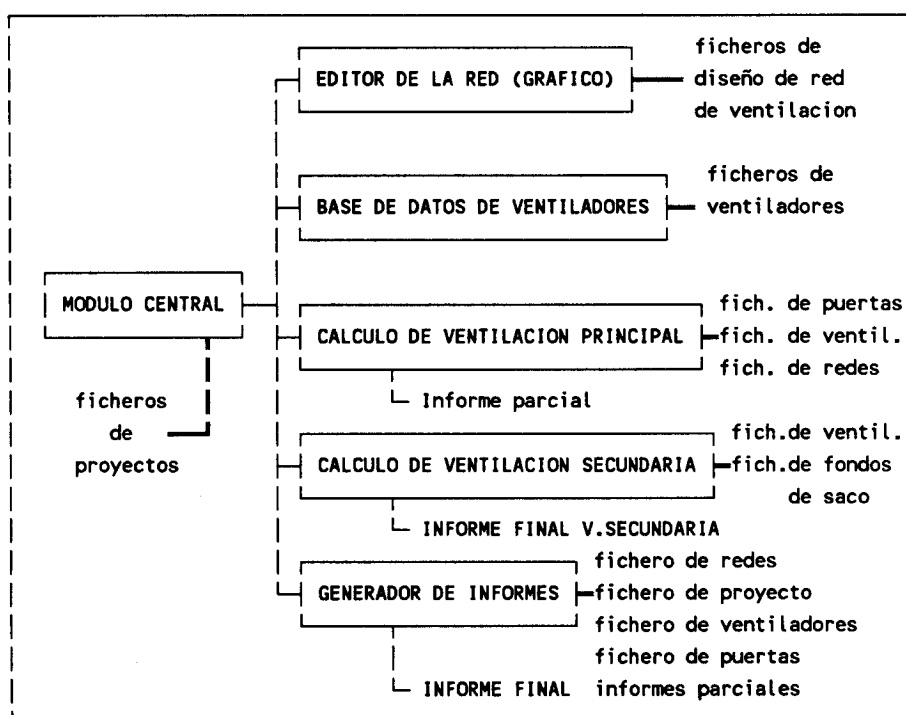 ficheros de
diseño de red
de ventilacion
EDITOR DE LA RED (GRAFICO)
ficheros de
ventiladores
BASE DE DATOS DE VENTILADORES
MODULO CENTRAL
ficheros
de
proyectos
fich. de puertas
fich. de ventil.
fich. de redes
CALCULO DE VENTILACION PRINCIPAL
Informe parcial
fich.de ventil.
fich.de fondos
de saco
CALCULO DE VENTILACION SECUNDARIA
INFORME FINAL V.SECUNDARIA
GENERADOR DE INFORMES
fichero de redes
fichero de proyecto
fichero de ventiladores
fichero de puertas
informes parciales
INFORME FINAL